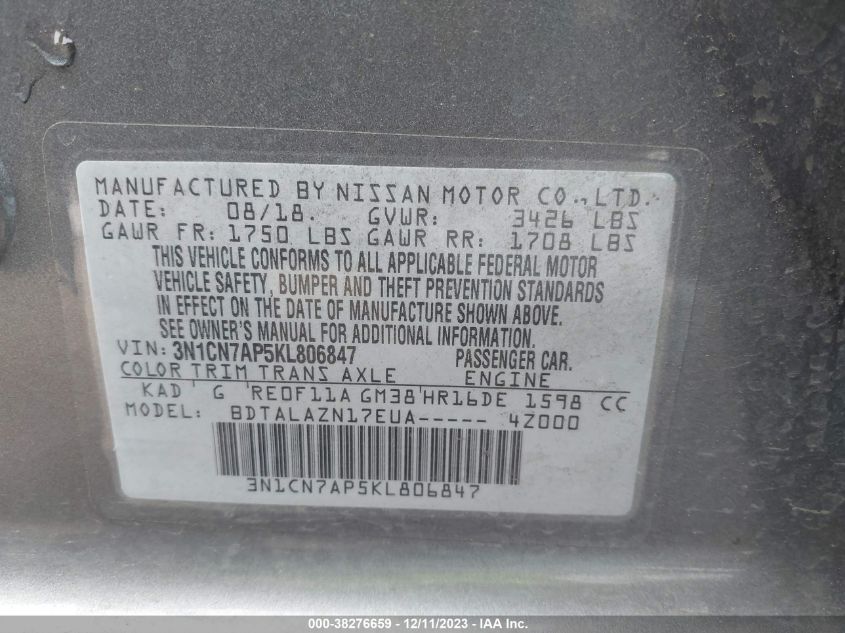 MANUFACTURED BY NISSAN MOTOR CO., LTD.
DATE: 08/18. GVWR: 3426 LBS
GAWR FR: 1750 LBS GAWR RR: 1708 LBS
THIS VEHICLE CONFORMS TO ALL APPLICABLE FEDERAL MOTOR
VEHICLE SAFETY, BUMPER AND THEFT PREVENTION STANDARDS
IN EFFECT ON THE DATE OF MANUFACTURE SHOWN ABOVE.
SEE OWNER'S MANUAL FOR ADDITIONAL INFORMATION.
VIN: 3N1CN7AP5KL806847 PASSENGER CAR.
COLOR TRIM TRANS AXLE ENGINE
KAD ' G 'RE0F11A GM38'HR16DE 1598 CC
MODEL: BDTALAZN17EUA----- 4Z000
3N1CN7AP5KL806847
000-38276659 - 12/11/2023 - IAA Inc.